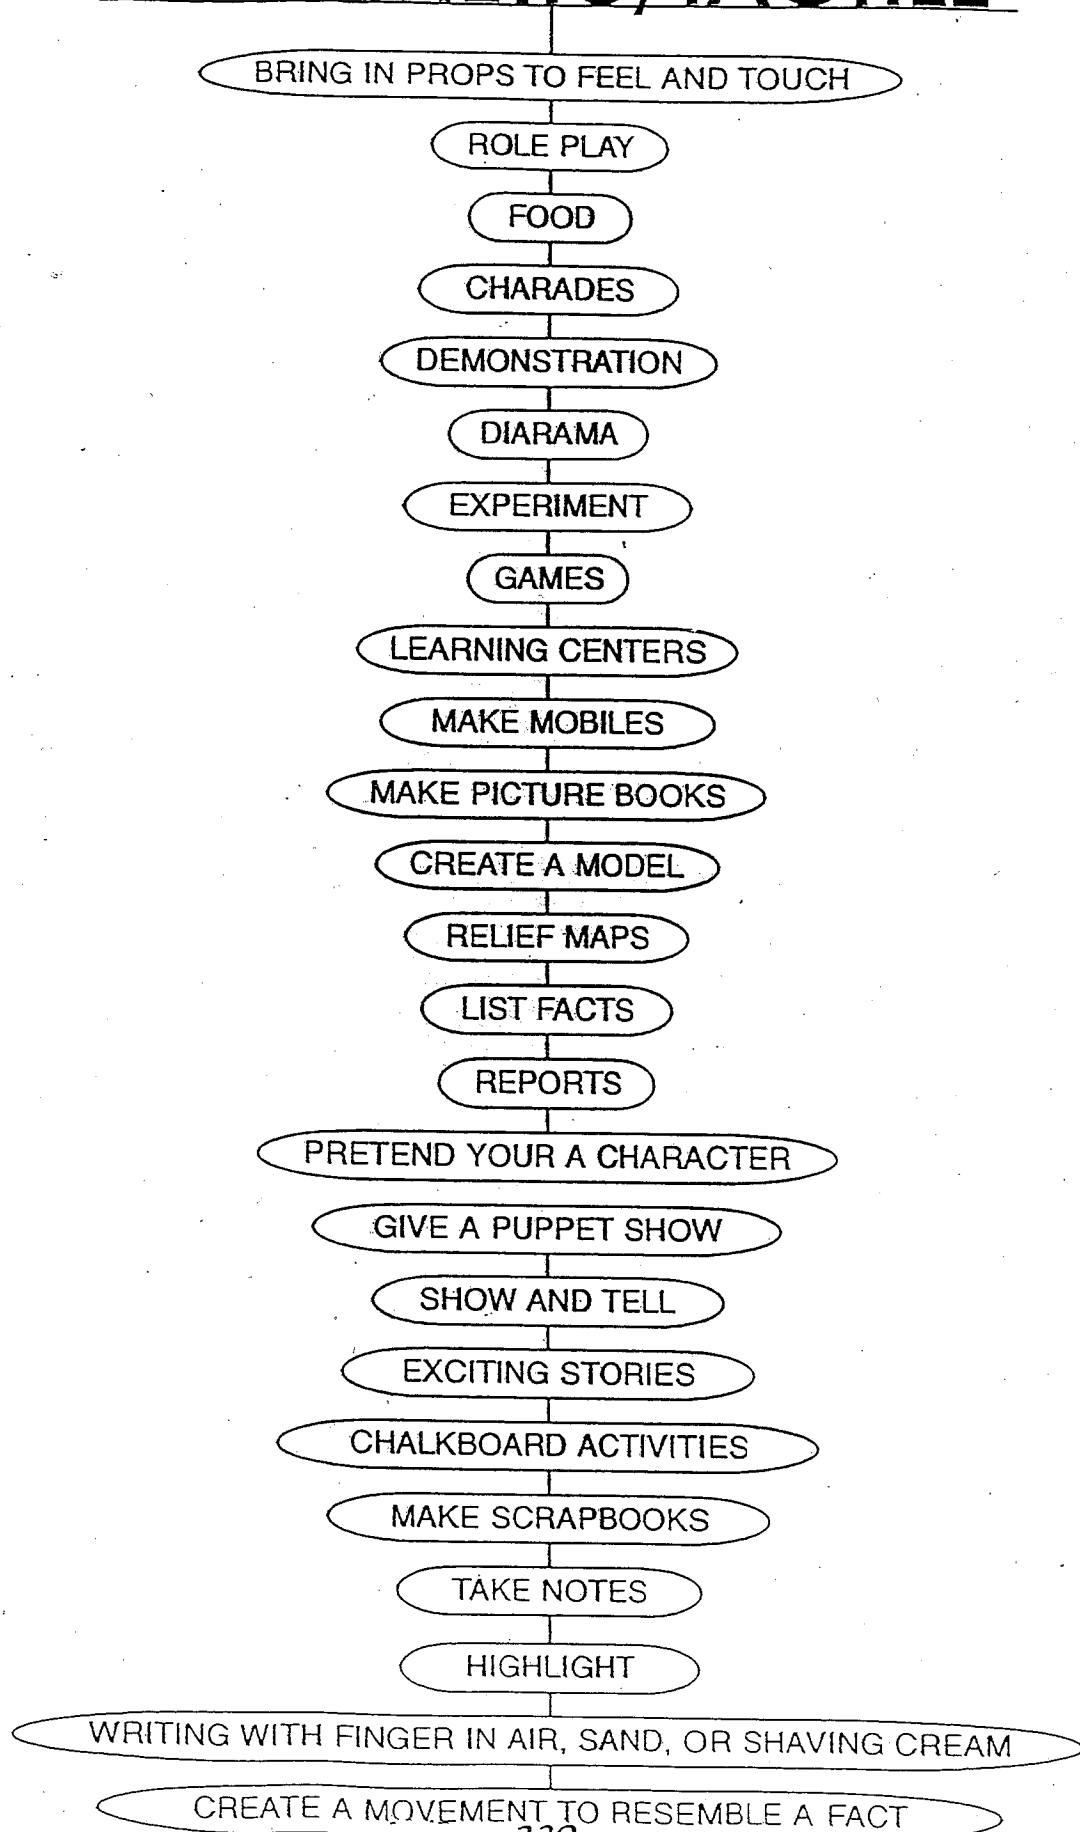 BRING IN PROPS TO FEEL AND TOUCH
ROLE PLAY
FOOD
CHARADES
DEMONSTRATION
DIARAMA
EXPERIMENT
GAMES
LEARNING CENTERS
MAKE MOBILES
MAKE PICTURE BOOKS
CREATE A MODEL
RELIEF MAPS
LIST FACTS
REPORTS
PRETEND YOUR A CHARACTER
GIVE A PUPPET SHOW
SHOW AND TELL
EXCITING STORIES
CHALKBOARD ACTIVITIES
MAKE SCRAPBOOKS
TAKE NOTES
HIGHLIGHT
WRITING WITH FINGER IN AIR, SAND, OR SHAVING CREAM
CREATE A MOVEMENT TO RESEMBLE A FACT